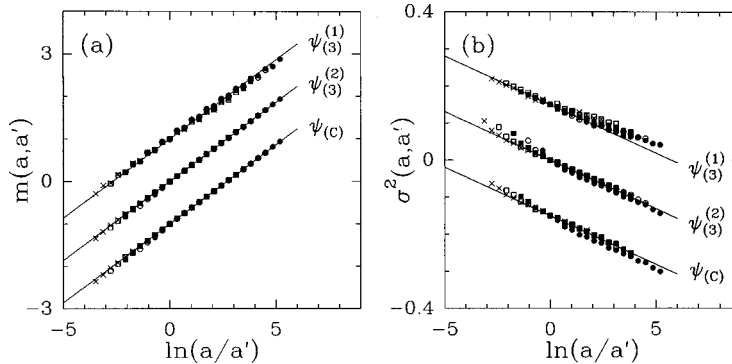 (a)
3
0
-3
m(a,a')
-5
0
5
ln(a/a')
ψ(3)(1)
ψ(3)(2)
ψ(C)
(b)
0.4
0
-0.4
σ2(a,a')
-5
0
5
ln(a/a')
ψ(3)(1)
ψ(3)(2)
ψ(C)